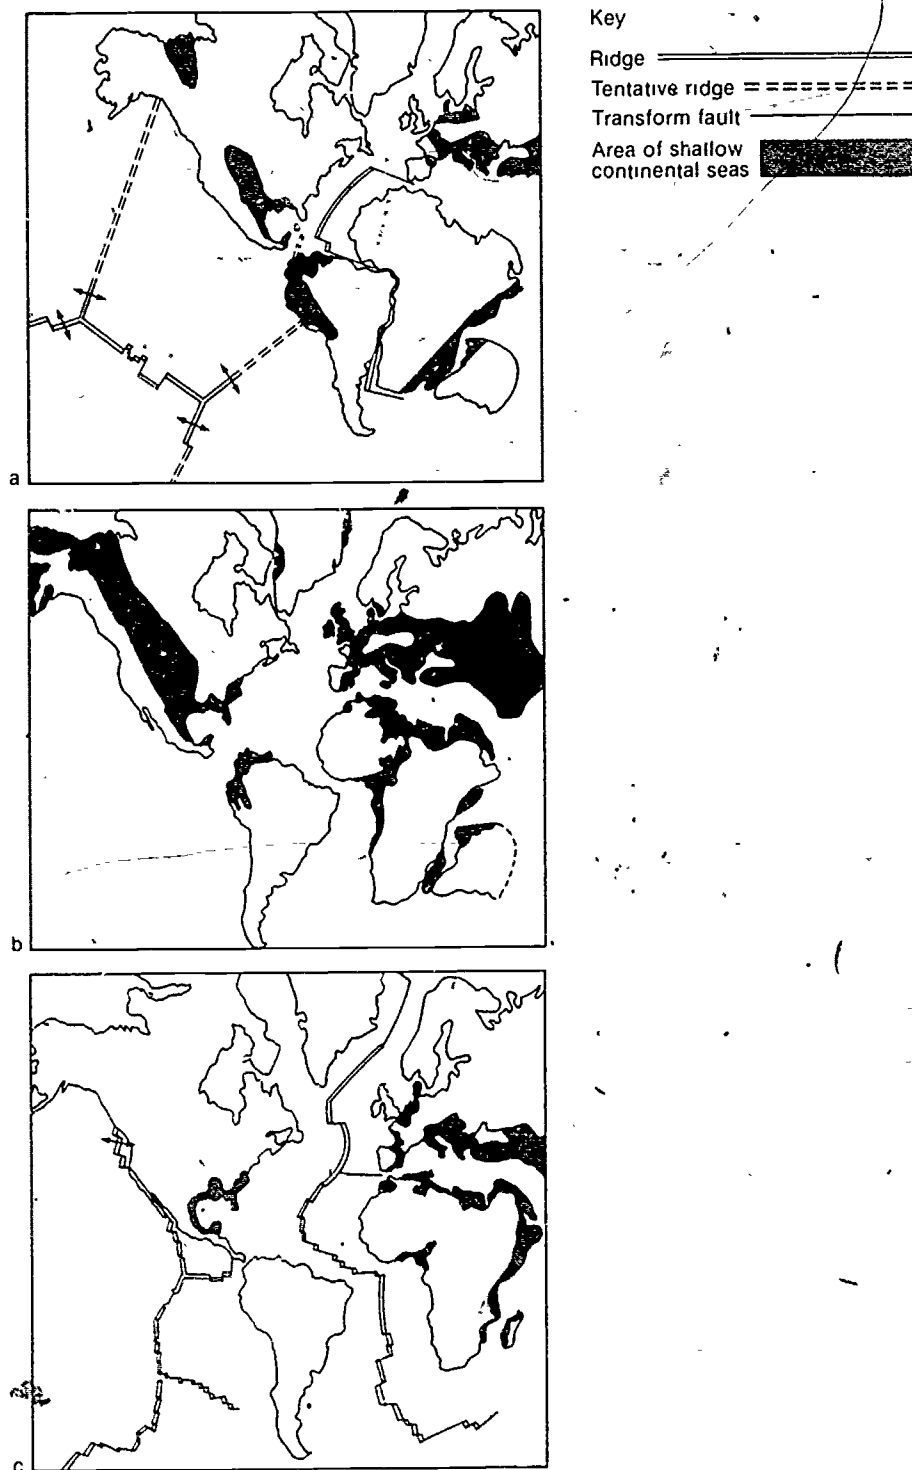 Key
Ridge
Tentative ridge
Transform fault
Area of shallow
continental seas
a
b
c